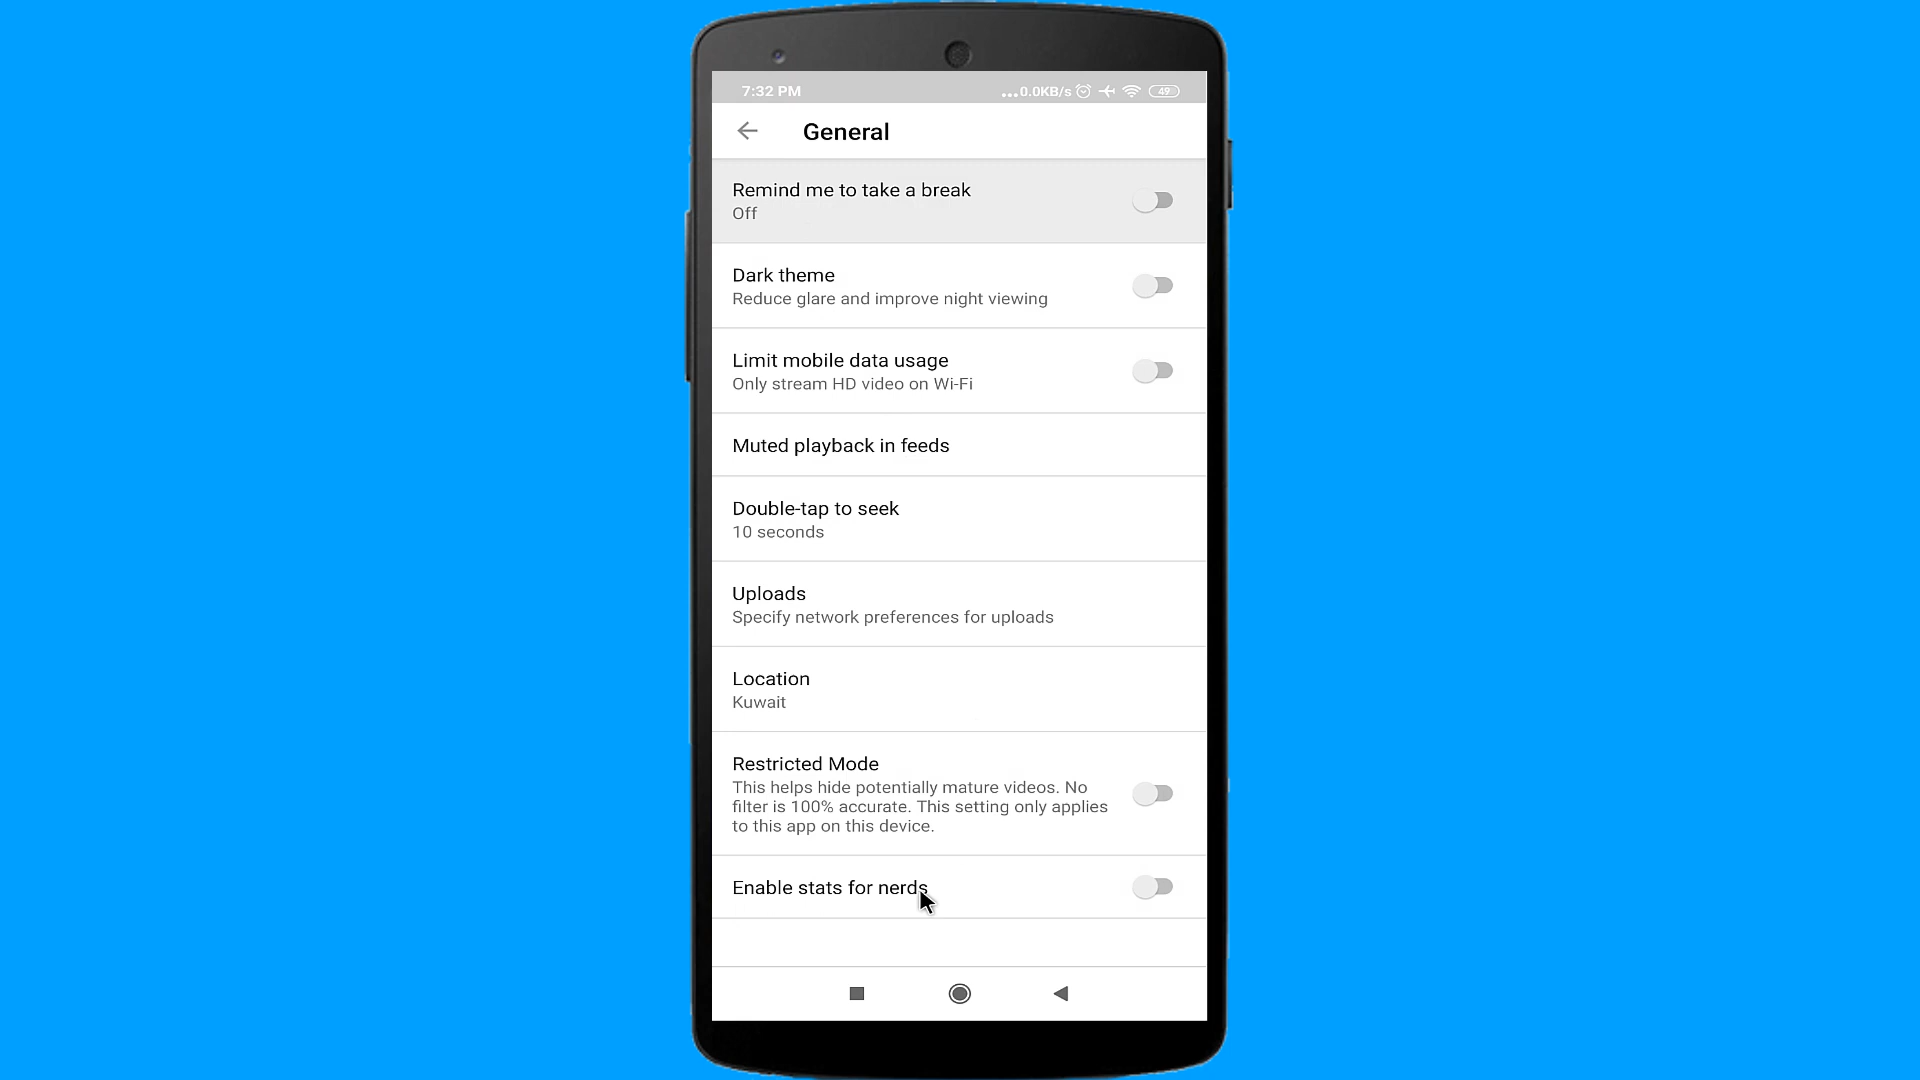 7:32 PM ...0.0KB/s 49
General
Remind me to take a break
Off
Dark theme
Reduce glare and improve night viewing
Limit mobile data usage
Only stream HD video on Wi-Fi
Muted playback in feeds
Double-tap to seek
10 seconds
Uploads
Specify network preferences for uploads
Location
Kuwait
Restricted Mode
This helps hide potentially mature videos. No
filter is 100% accurate. This setting only applies
to this app on this device.
Enable stats for nerds